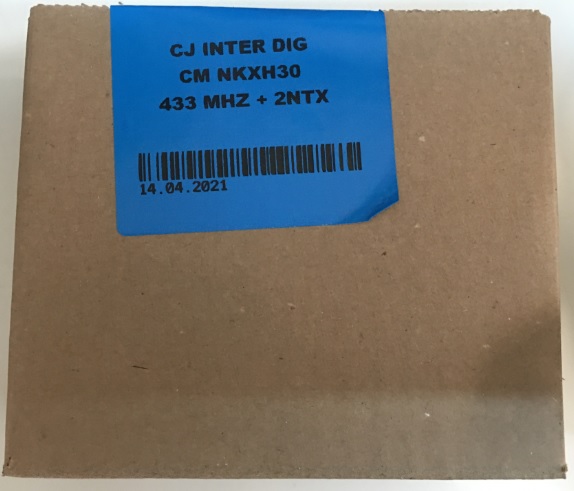 CJ INTER DIG
CM NKXH30
433 MHZ + 2NTX
14.04.2021